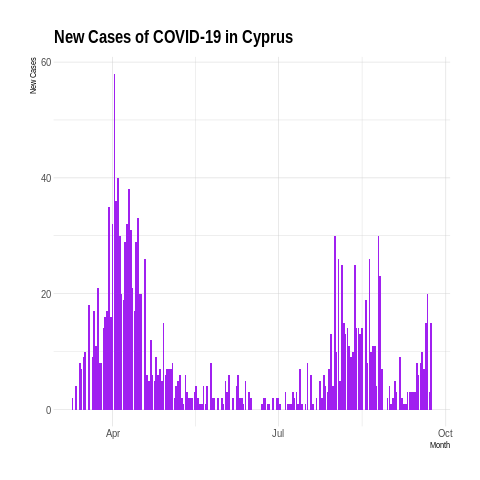 New Cases of COVID-19 in Cyprus
New Cases
60
40
20
0
Apr
Jul
Oct
Month